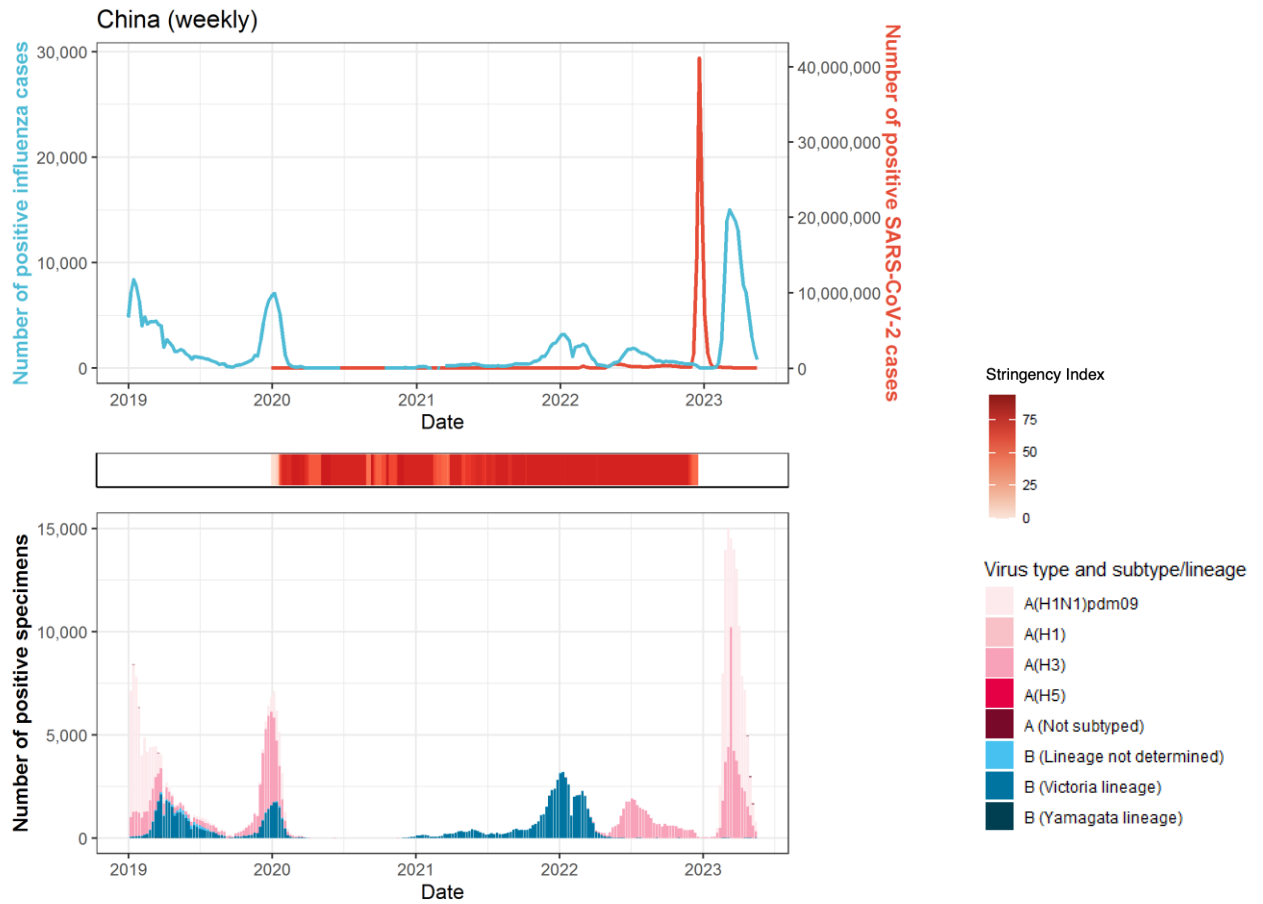 China (weekly)
Number of positive influenza cases
30,000
20,000
10,000
0
Number of positive SARS-CoV-2 cases
40,000,000
30,000,000
20,000,000
10,000,000
0
2019 2020 2021 2022 2023
Date
Stringency Index
75
50
25
0
Number of positive specimens
15,000
10,000
5,000
0
2019 2020 2021 2022 2023
Date
Virus type and subtype/lineage
A(H1N1)pdm09
A(H1)
A(H3)
A(H5)
A (Not subtyped)
B (Lineage not determined)
B (Victoria lineage)
B (Yamagata lineage)